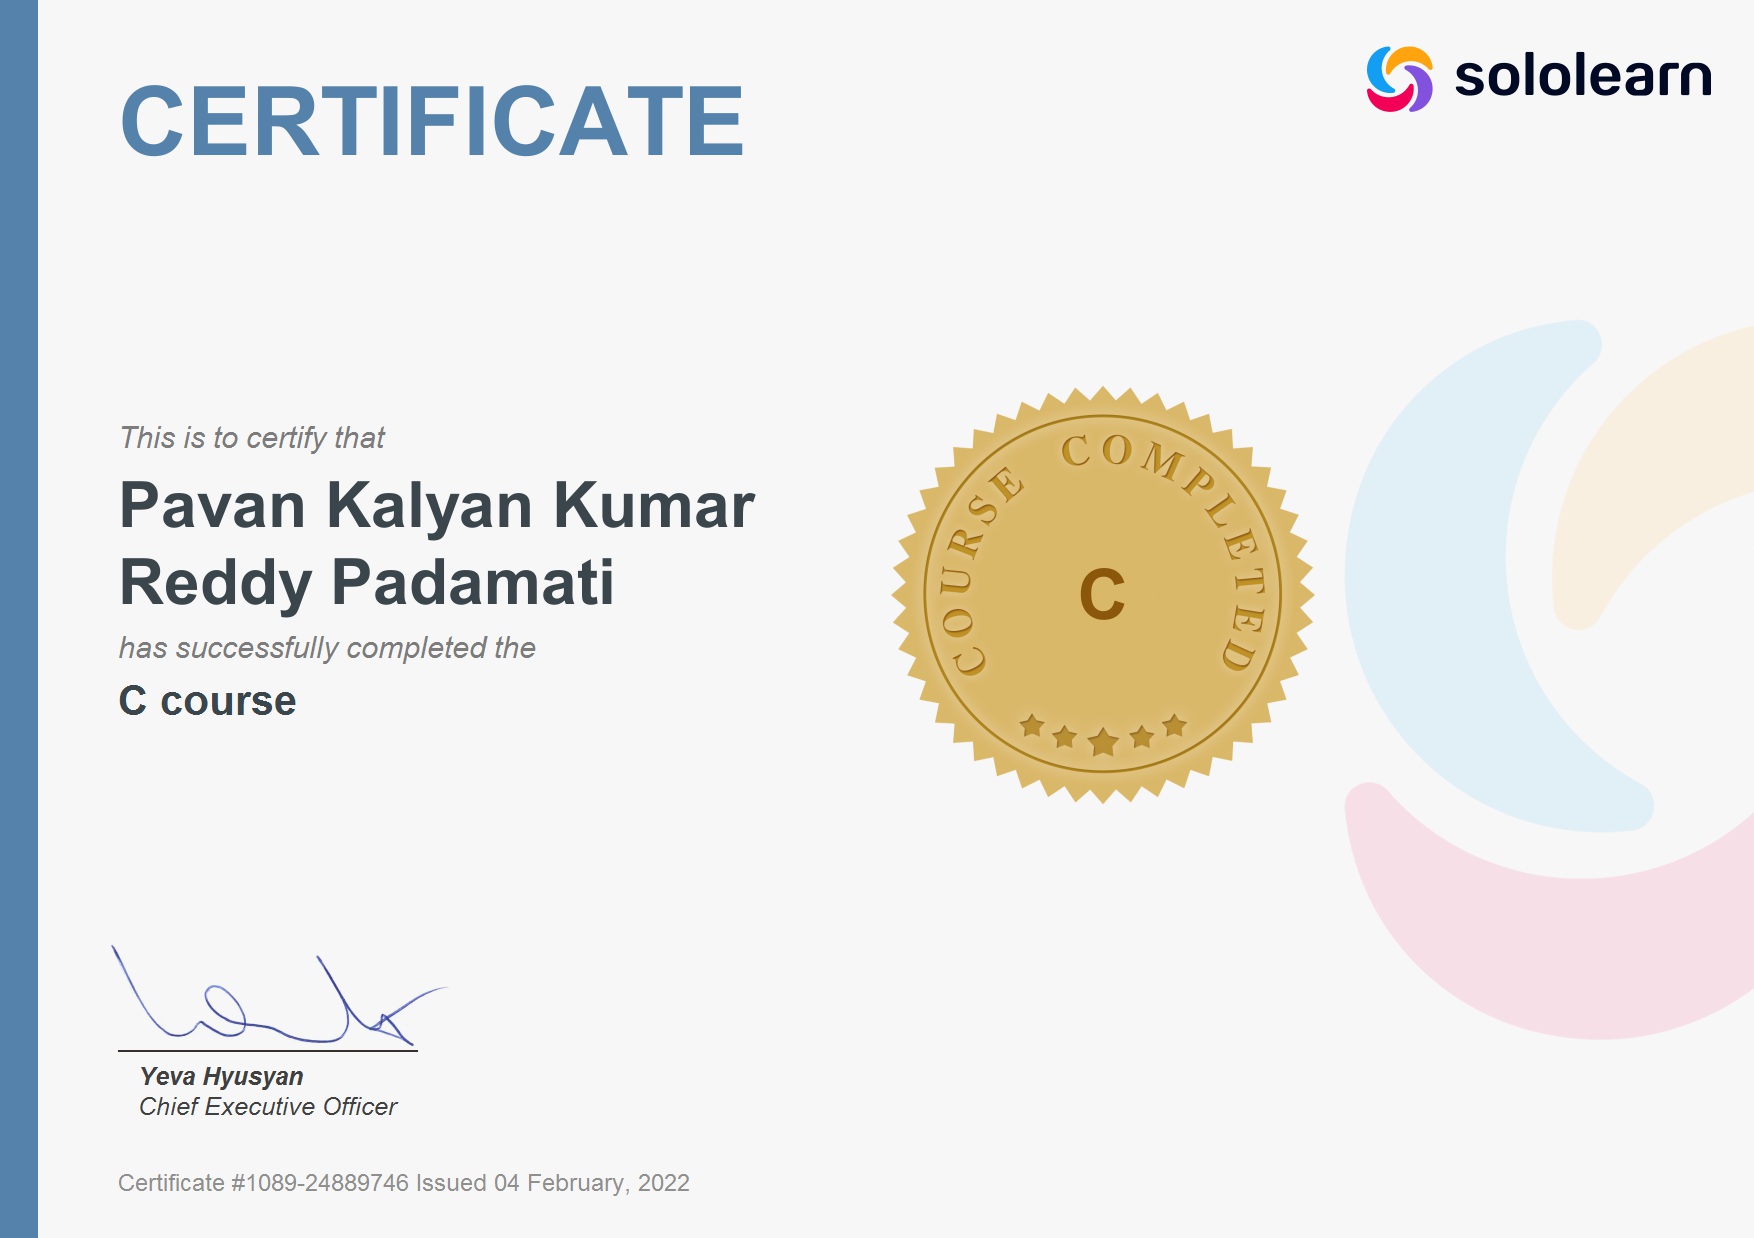 CERTIFICATE
sololearn
This is to certify that
Pavan Kalyan Kumar
Reddy Padamati
has successfully completed the
C course
COURSE COMPLETED
C
Yeva Hyusyan
Chief Executive Officer
Certificate #1089-24889746 Issued 04 February, 2022